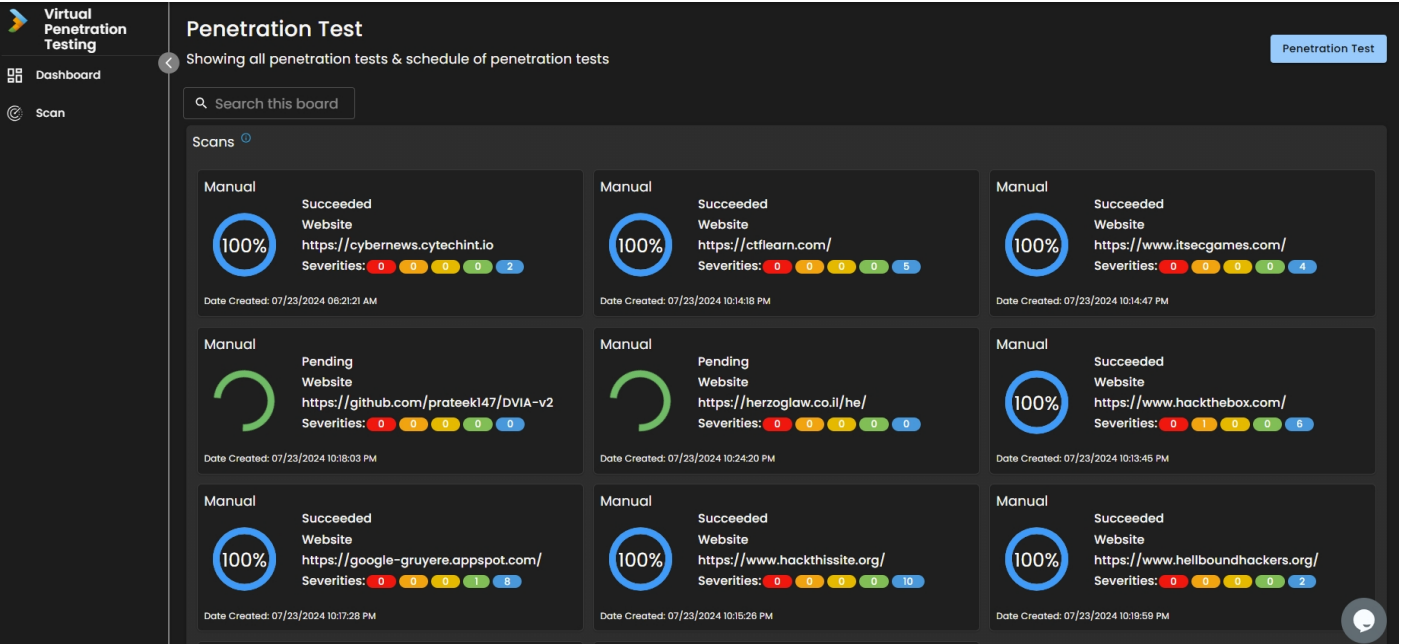 Virtual
Penetration
Testing
Dashboard
Scan
Penetration Test
Showing all penetration tests & schedule of penetration tests
Penetration Test
Search this board
Scans
Manual
100%
Succeeded
Website
https://cybernews.cytechint.io
Severities: 0 0 0 0 2
Date Created: 07/23/2024 06:21:21 AM
Manual
100%
Succeeded
Website
https://ctflearn.com/
Severities: 0 0 0 0 5
Date Created: 07/23/2024 10:14:18 PM
Manual
100%
Succeeded
Website
https://www.itsecgames.com/
Severities: 0 0 0 0 4
Date Created: 07/23/2024 10:14:47 PM
Manual
Pending
Website
https://github.com/prateek147/DVIA-v2
Severities: 0 0 0 0 0
Date Created: 07/23/2024 10:18:03 PM
Manual
Pending
Website
https://herzoglaw.co.il/he/
Severities: 0 0 0 0 0
Date Created: 07/23/2024 10:24:20 PM
Manual
100%
Succeeded
Website
https://www.hackthebox.com/
Severities: 0 1 0 0 6
Date Created: 07/23/2024 10:13:45 PM
Manual
100%
Succeeded
Website
https://google-gruyere.appspot.com/
Severities: 0 0 0 1 8
Date Created: 07/23/2024 10:17:28 PM
Manual
100%
Succeeded
Website
https://www.hackthissite.org/
Severities: 0 0 0 0 10
Date Created: 07/23/2024 10:15:26 PM
Manual
100%
Succeeded
Website
https://www.hellboundhackers.org/
Severities: 0 0 0 0 2
Date Created: 07/23/2024 10:19:59 PM